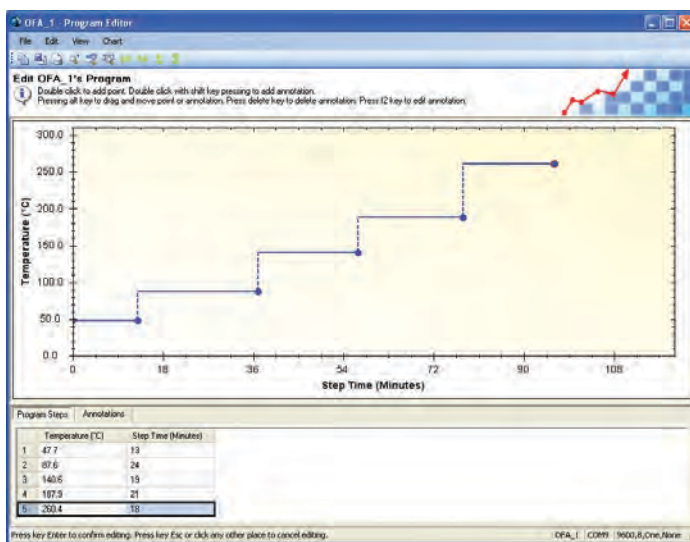 OFA_1 - Program Editor
File Edit View Chart
Edit OFA_1's Program
Double click to add point. Double click with shift key pressing to add annotation.
Pressing alt key to drag and move point or annotation. Press delete key to delete annotation. Press f2 key to edit annotation.
300.0
250.0
200.0
150.0
100.0
50.0
0.0
Temperature (°C)
0 18 36 54 72 90 108
Step Time (Minutes)
Program Steps Annotations
Temperature (°C) Step Time (Minutes)
1 47.7 13
2 87.6 24
3 140.6 19
4 187.9 21
5 260.4 18
Press key Enter to confirm editing. Press key Esc or click any other place to cancel editing.
OFA_1 COM9 9600,8,One,None